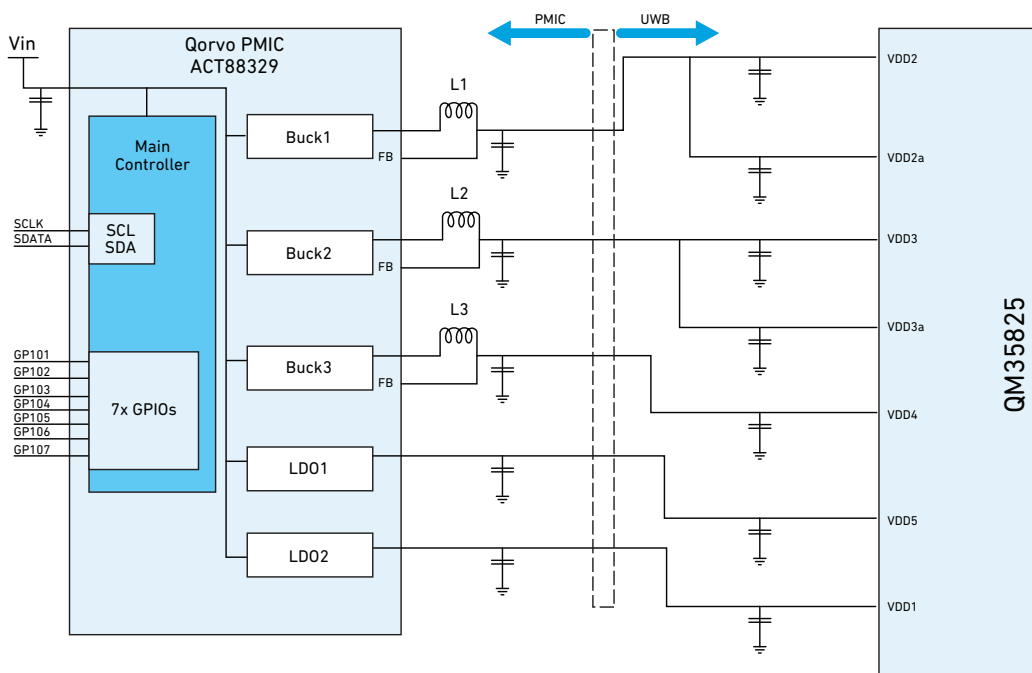 PMIC
UWB
Vin
Qorvo PMIC
ACT88329
VDD2
L1
Main
Controller
Buck1
FB
VDD2a
L2
SCLK
SDATA
SCL
SDA
Buck2
FB
VDD3
L3
VDD3a
QM35825
GP101
GP102
GP103
GP104
GP105
GP106
GP107
7x GPIOs
Buck3
FB
VDD4
LDO1
VDD5
LDO2
VDD1